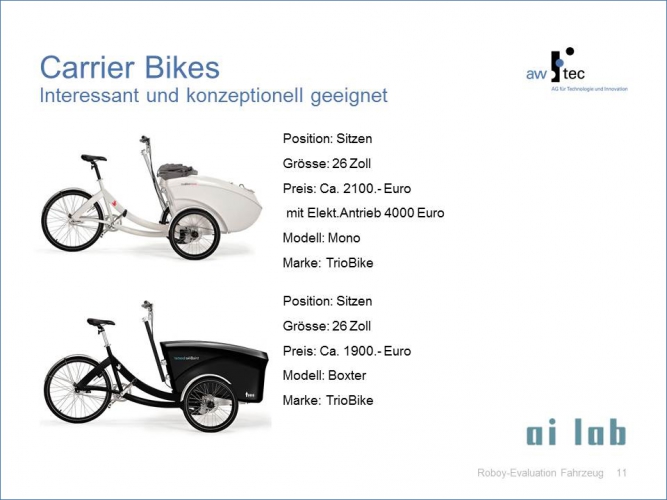 Carrier Bikes
Interessant und konzeptionell geeignet
aw tec
AG für Technologie und Innovation
Position: Sitzen
Grösse: 26 Zoll
Preis: Ca. 2100.- Euro
mit Elekt.Antrieb 4000 Euro
Modell: Mono
Marke: TrioBike
Position: Sitzen
Grösse: 26 Zoll
Preis: Ca. 1900.- Euro
Modell: Boxter
Marke: TrioBike
ai lab
Roboy-Evaluation Fahrzeug 11